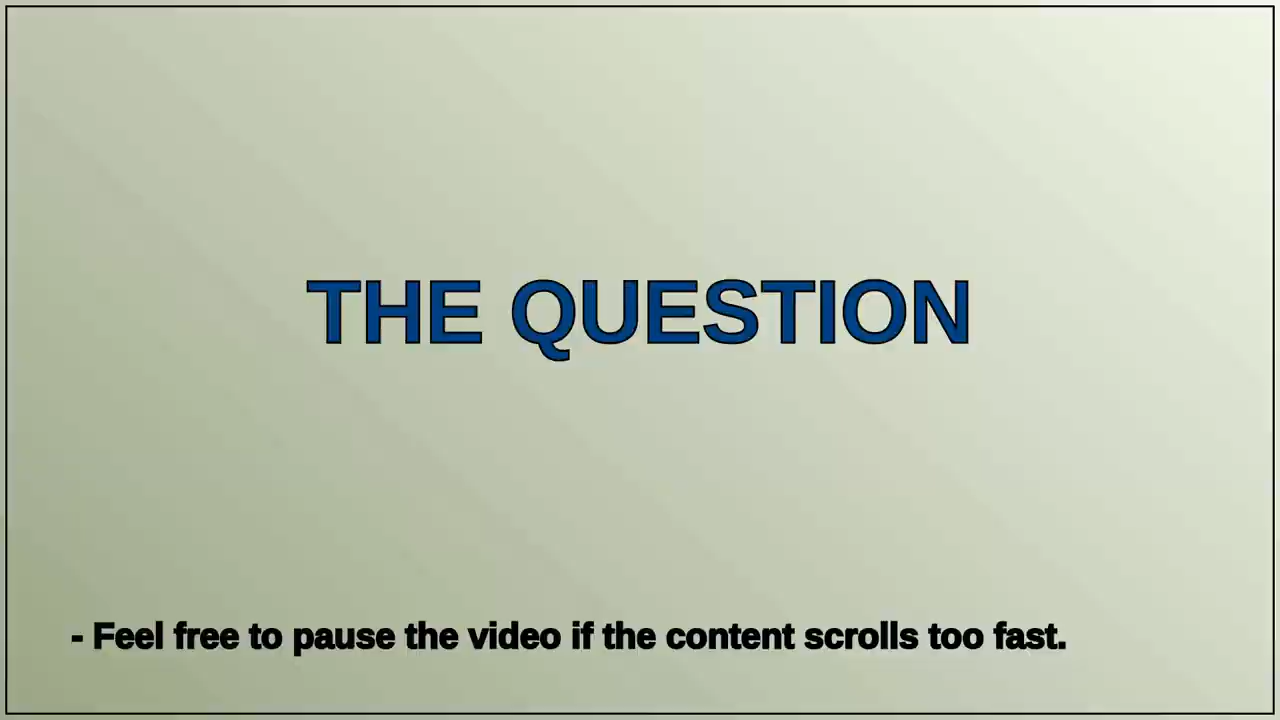 THE QUESTION
- Feel free to pause the video if the content scrolls too fast.